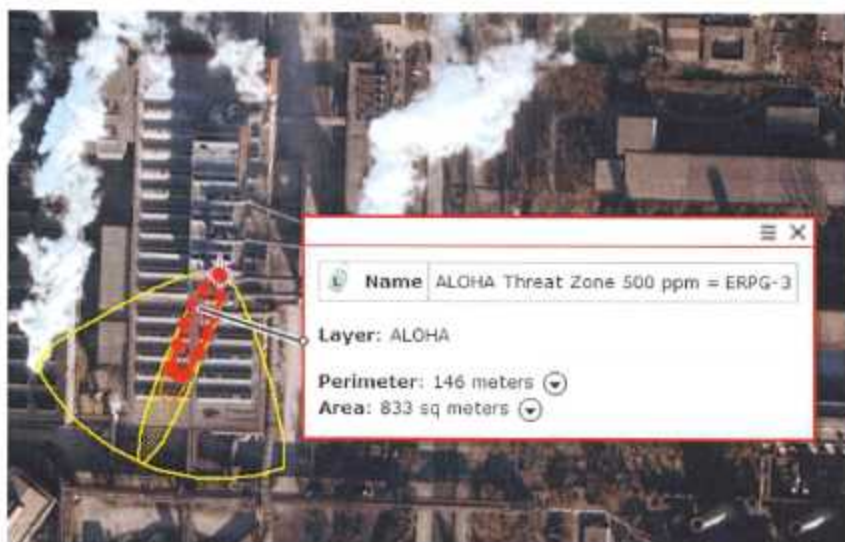 Name ALOHA Threat Zone 500 ppm = ERPG-3
Layer: ALOHA
Perimeter: 146 meters
Area: 833 sq meters